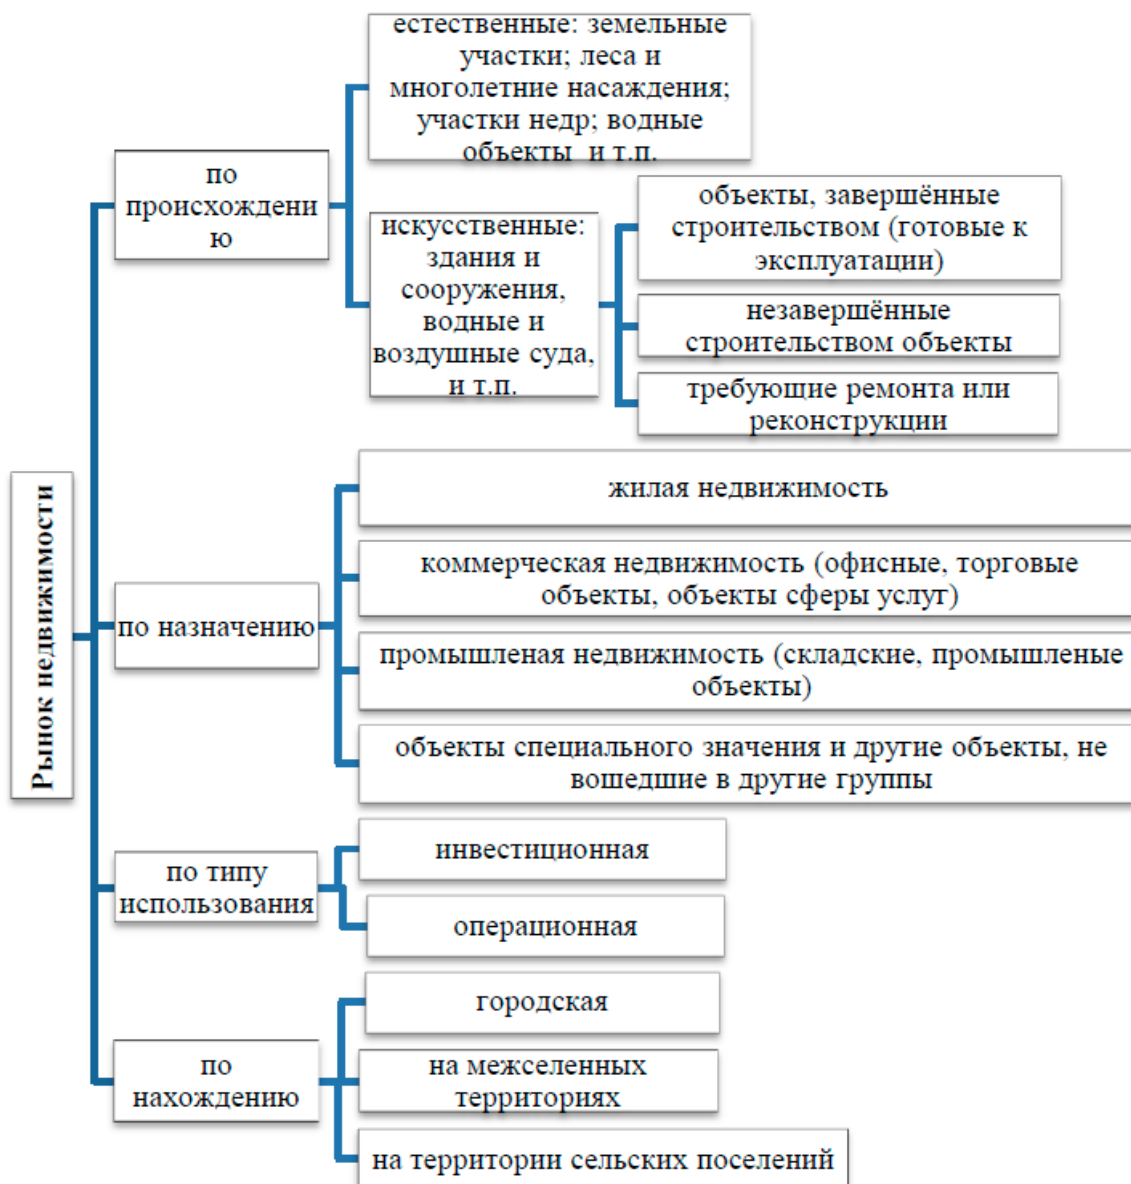 Рынок недвижимости
по
происхождени
ю
естественные: земельные
участки; леса и
многолетние насаждения;
участки недр; водные
объекты и т.п.
искусственные:
здания и
сооружения,
водные и
воздушные суда,
и т.п.
объекты, завершённые
строительством (готовые к
эксплуатации)
незавершённые
строительством объекты
требующие ремонта или
реконструкции
по назначению
жилая недвижимость
коммерческая недвижимость (офисные, торговые
объекты, объекты сферы услуг)
промышленая недвижимость (складские, промышленые
объекты)
объекты специального значения и другие объекты, не
вошедшие в другие группы
по типу
использования
инвестиционная
операционная
по
нахождению
городская
на межселенных
территориях
на территории сельских поселений